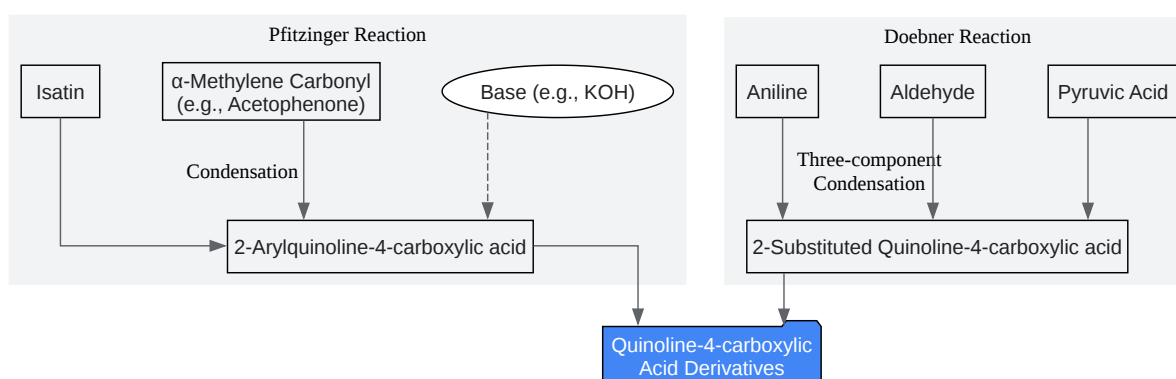 Pfitzinger Reaction
Isatin
α-Methylene Carbonyl
(e.g., Acetophenone)
Base (e.g., KOH)
Condensation
2-Arylquinoline-4-carboxylic acid
Doebner Reaction
Aniline
Aldehyde
Pyruvic Acid
Three-component
Condensation
2-Substituted Quinoline-4-carboxylic acid
Quinoline-4-carboxylic
Acid Derivatives